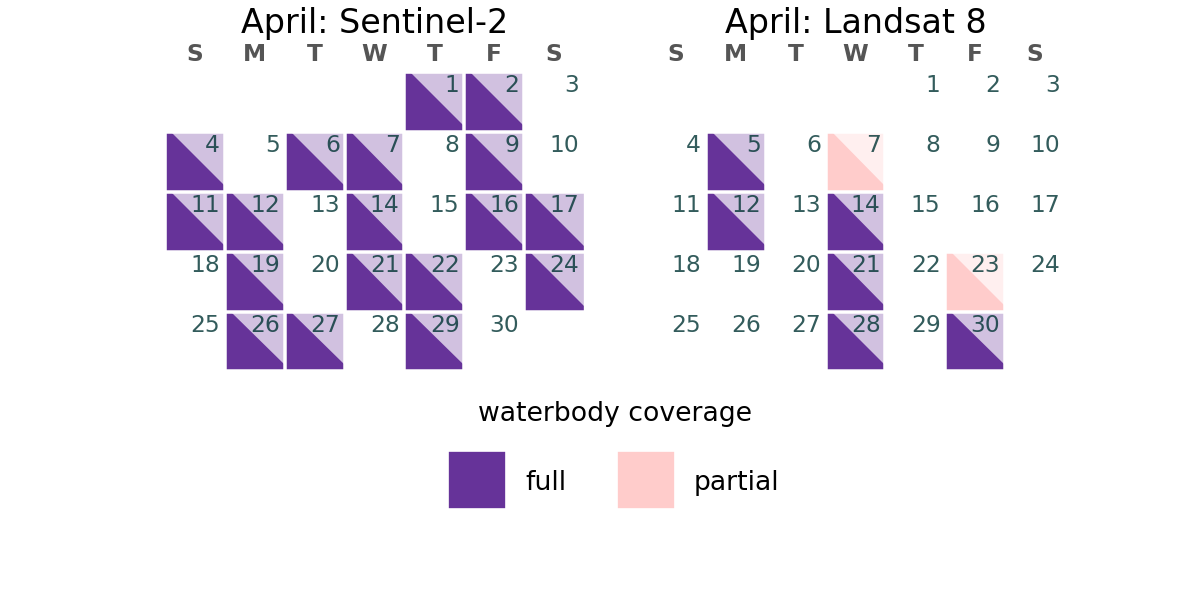 April: Sentinel-2
S M T W T F S
1 2 3
4 5 6 7 8 9 10
11 12 13 14 15 16 17
18 19 20 21 22 23 24
25 26 27 28 29 30
April: Landsat 8
S M T W T F S
1 2 3
4 5 6 7 8 9 10
11 12 13 14 15 16 17
18 19 20 21 22 23 24
25 26 27 28 29 30
waterbody coverage
full
partial